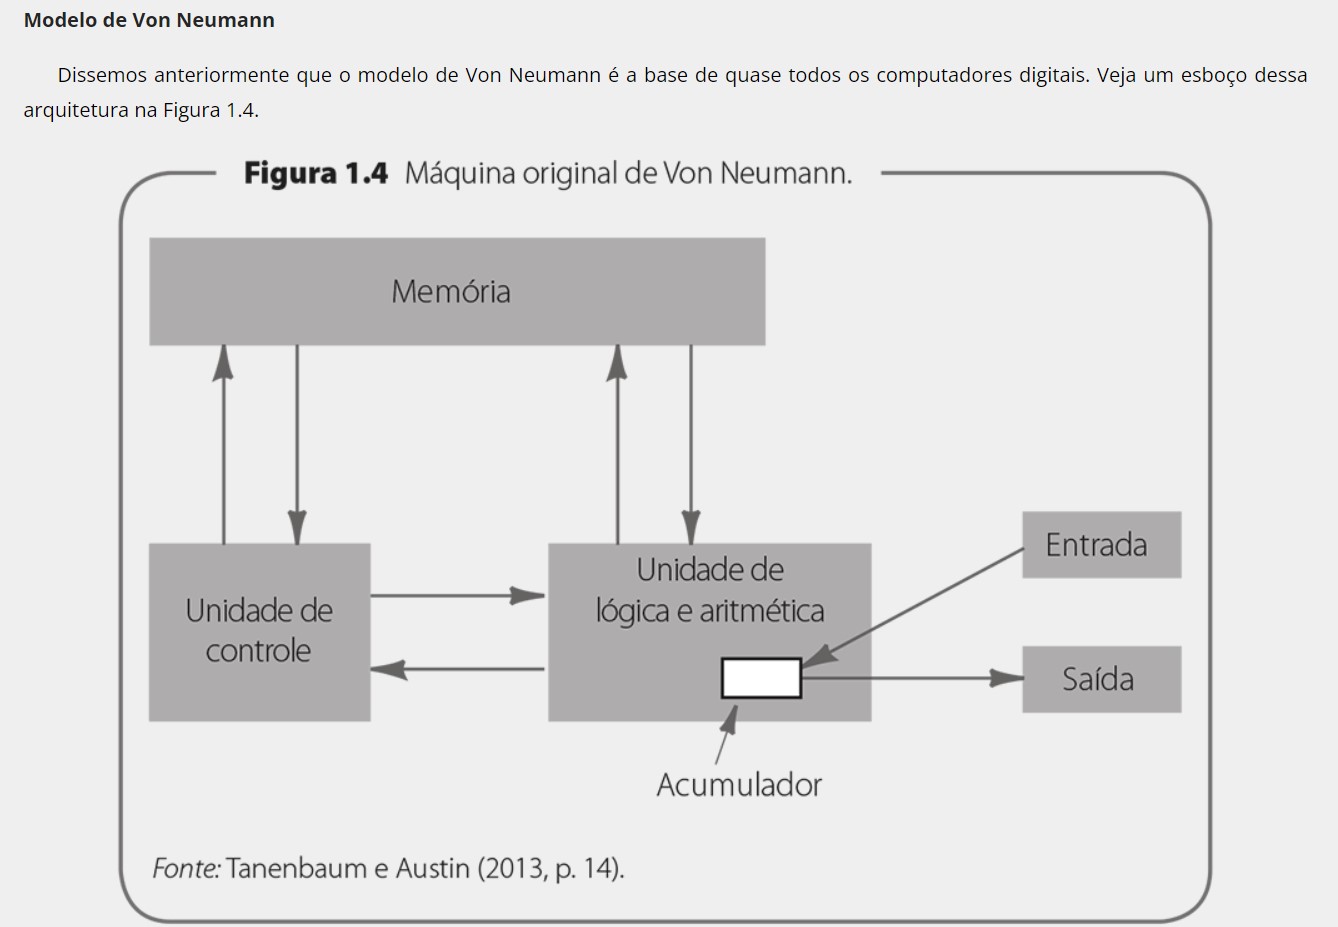 Modelo de Von Neumann
Dissemos anteriormente que o modelo de Von Neumann é a base de quase todos os computadores digitais. Veja um esboço dessa
arquitetura na Figura 1.4.
Figura 1.4 Máquina original de Von Neumann.
Memória
Unidade de
controle
Unidade de
lógica e aritmética
Entrada
Saída
Acumulador
Fonte: Tanenbaum e Austin (2013, p. 14).